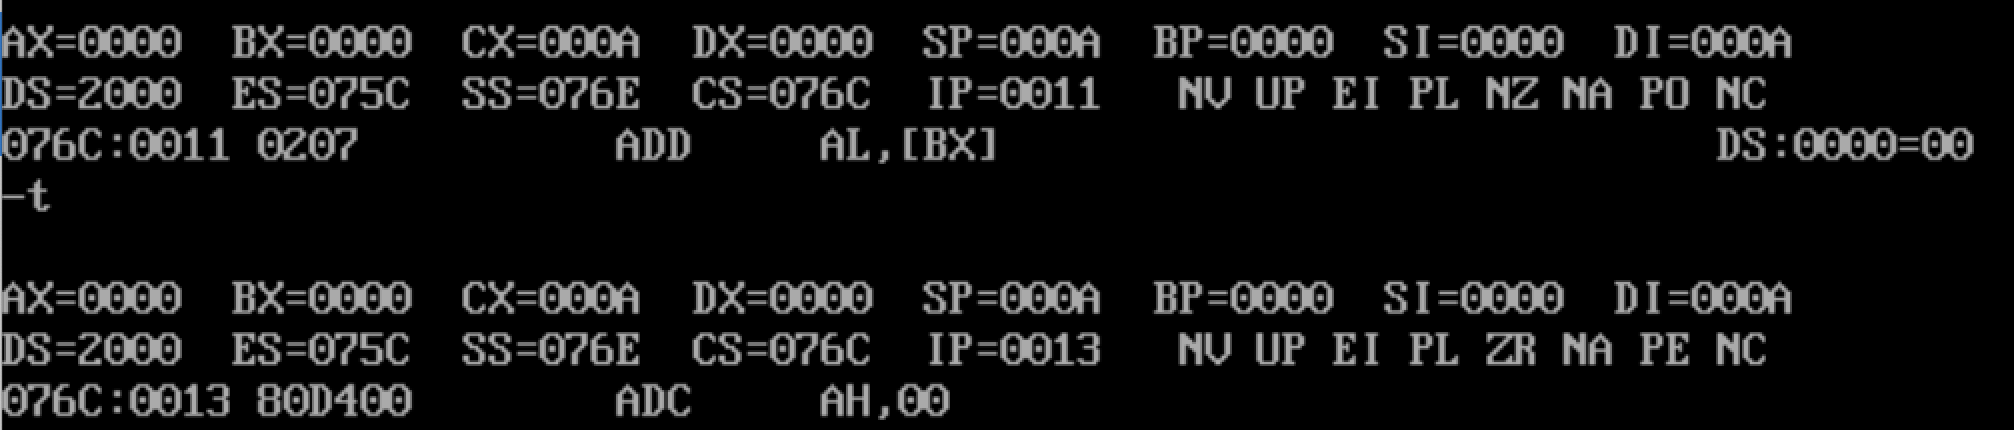 AX=0000  BX=0000  CX=000A  DX=0000  SP=000A  BP=0000  SI=0000  DI=000A
DS=2000  ES=075C  SS=076E  CS=076C  IP=0011   NV UP EI PL NZ NA PO NC
076C:0011 0207          ADD     AL,[BX]                            DS:0000=00
-t
AX=0000  BX=0000  CX=000A  DX=0000  SP=000A  BP=0000  SI=0000  DI=000A
DS=2000  ES=075C  SS=076E  CS=076C  IP=0013   NV UP EI PL ZR NA PE NC
076C:0013 80D400        ADC     AH,00